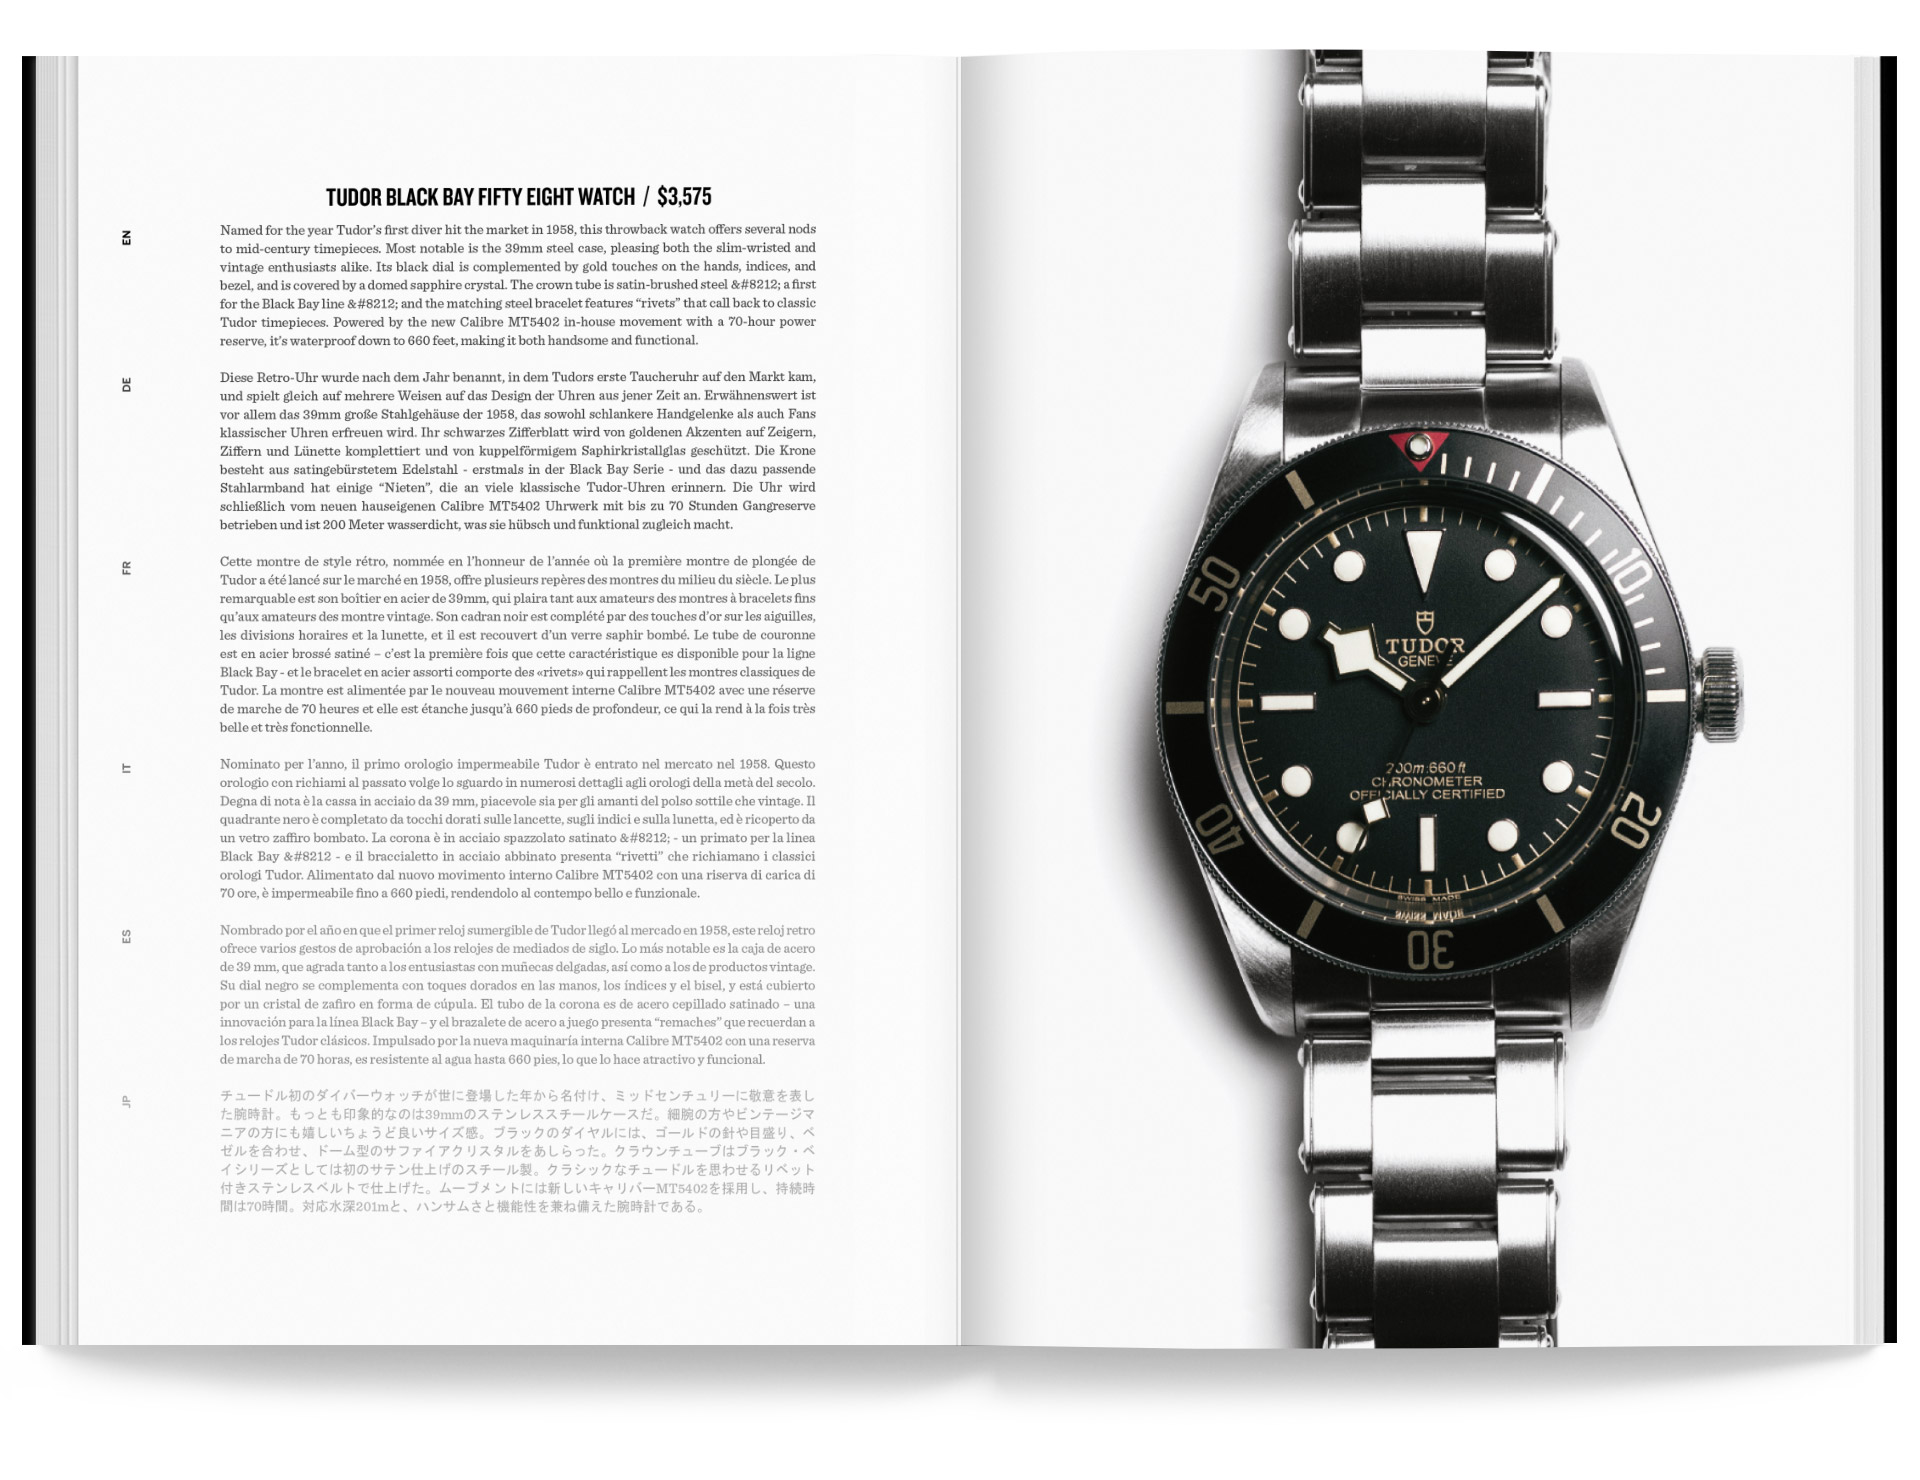 TUDOR BLACK BAY FIFTY EIGHT WATCH / $3,575
EN
Named for the year Tudor’s first diver hit the market in 1958, this throwback watch offers several nods
to mid-century timepieces. Most notable is the 39mm steel case, pleasing both the slim-wristed and
vintage enthusiasts alike. Its black dial is complemented by gold touches on the hands, indices, and
bezel, and is covered by a domed sapphire crystal. The crown tube is satin-brushed steel &#8212; a first
for the Black Bay line &#8212; and the matching steel bracelet features “rivets” that call back to classic
Tudor timepieces. Powered by the new Calibre MT5402 in-house movement with a 70-hour power
reserve, it’s waterproof down to 660 feet, making it both handsome and functional.
DE
Diese Retro-Uhr wurde nach dem Jahr benannt, in dem Tudors erste Taucheruhr auf den Markt kam,
und spielt gleich auf mehrere Weisen auf das Design der Uhren aus jener Zeit an. Erwähnenswert ist
vor allem das 39mm große Stahlgehäuse der 1958, das sowohl schlankere Handgelenke als auch Fans
klassischer Uhren erfreuen wird. Ihr schwarzes Zifferblatt wird von goldenen Akzenten auf Zeigern,
Ziffern und Lünette komplettiert und von kuppelförmigem Saphirkristallglas geschützt. Die Krone
besteht aus satingebürstetem Edelstahl - erstmals in der Black Bay Serie - und das dazu passende
Stahlarmband hat einige “Nieten”, die an viele klassische Tudor-Uhren erinnern. Die Uhr wird
schließlich vom neuen hauseigenen Calibre MT5402 Uhrwerk mit bis zu 70 Stunden Gangreserve
betrieben und ist 200 Meter wasserdicht, was sie hübsch und funktional zugleich macht.
FR
Cette montre de style rétro, nommée en l’honneur de l’année où la première montre de plongée de
Tudor a été lancé sur le marché en 1958, offre plusieurs repères des montres du milieu du siècle. Le plus
remarquable est son boîtier en acier de 39mm, qui plaira tant aux amateurs des montres à bracelets fins
qu’aux amateurs des montre vintage. Son cadran noir est complété par des touches d’or sur les aiguilles,
les divisions horaires et la lunette, et il est recouvert d’un verre saphir bombé. Le tube de couronne
est en acier brossé satiné – c’est la première fois que cette caractéristique es disponible pour la ligne
Black Bay - et le bracelet en acier assorti comporte des «rivets» qui rappellent les montres classiques de
Tudor. La montre est alimentée par le nouveau mouvement interne Calibre MT5402 avec une réserve
de marche de 70 heures et elle est étanche jusqu’à 660 pieds de profondeur, ce qui la rend à la fois très
belle et très fonctionnelle.
IT
Nominato per l’anno, il primo orologio impermeabile Tudor è entrato nel mercato nel 1958. Questo
orologio con richiami al passato volge lo sguardo in numerosi dettagli agli orologi della metà del secolo.
Degna di nota è la cassa in acciaio da 39 mm, piacevole sia per gli amanti del polso sottile che vintage. Il
quadrante nero è completato da tocchi dorati sulle lancette, sugli indici e sulla lunetta, ed è ricoperto da
un vetro zaffiro bombato. La corona è in acciaio spazzolato satinato &#8212; - un primato per la linea
Black Bay &#8212 - e il braccialetto in acciaio abbinato presenta “rivetti” che richiamano i classici
orologi Tudor. Alimentato dal nuovo movimento interno Calibre MT5402 con una riserva di carica di
70 ore, è impermeabile fino a 660 piedi, rendendolo al contempo bello e funzionale.
ES
Nombrado por el año en que el primer reloj sumergible de Tudor llegó al mercado en 1958, este reloj retro
ofrece varios gestos de aprobación a los relojes de mediados de siglo. Lo más notable es la caja de acero
de 39 mm, que agrada tanto a los entusiastas con muñecas delgadas, así como a los de productos vintage.
Su dial negro se complementa con toques dorados en las manos, los índices y el bisel, y está cubierto
por un cristal de zafiro en forma de cúpula. El tubo de la corona es de acero cepillado satinado – una
innovación para la línea Black Bay – y el brazalete de acero a juego presenta “remaches” que recuerdan a
los relojes Tudor clásicos. Impulsado por la nueva maquinaría interna Calibre MT5402 con una reserva
de marcha de 70 horas, es resistente al agua hasta 660 pies, lo que lo hace atractivo y funcional.
JP
チュードル初のダイバーウォッチが世に登場した年から名付け、ミッドセンチュリーに敬意を表し
た腕時計。もっとも印象的なのは39mmのステンレススチールケースだ。細腕の方やビンテージマ
ニアの方にも嬉しいちょうど良いサイズ感。ブラックのダイヤルには、ゴールドの針や目盛り、ベ
ゼルを合わせ、ドーム型のサファイアクリスタルをあしらった。クラウンチューブはブラック・ベ
イシリーズとしては初のサテン仕上げのスチール製。クラシックなチュードルを思わせるリベット
付きステンレスベルトで仕上げた。ムーブメントには新しいキャリバーMT5402を採用し、持続時
間は70時間。対応水深201mと、ハンサムさと機能性を兼ね備えた腕時計である。
10
20
30
40
50
TUDOR
GENEVE
200m:660ft
CHRONOMETER
OFFICIALLY CERTIFIED
SWISS MADE